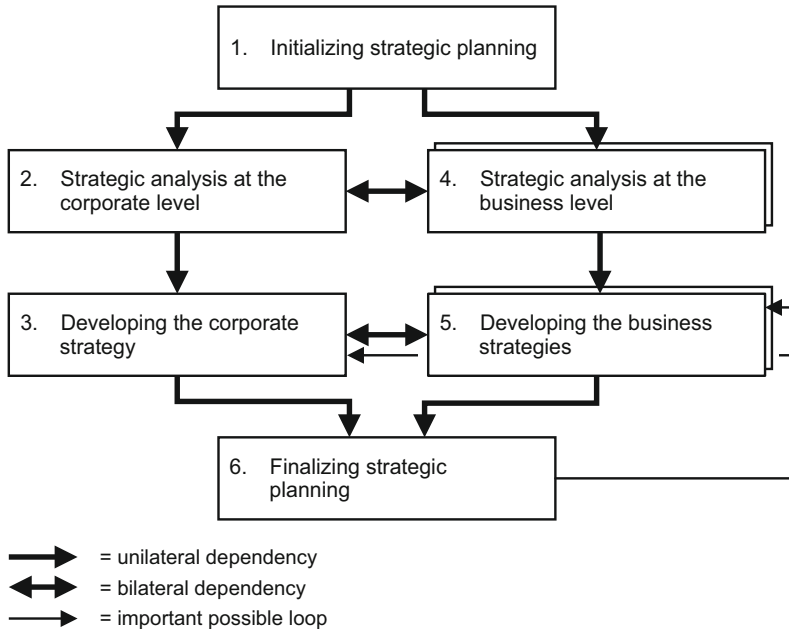 1. Initializing strategic planning
2. Strategic analysis at the
corporate level
4. Strategic analysis at the
business level
3. Developing the corporate
strategy
5. Developing the business
strategies
6. Finalizing strategic
planning
= unilateral dependency
= bilateral dependency
= important possible loop